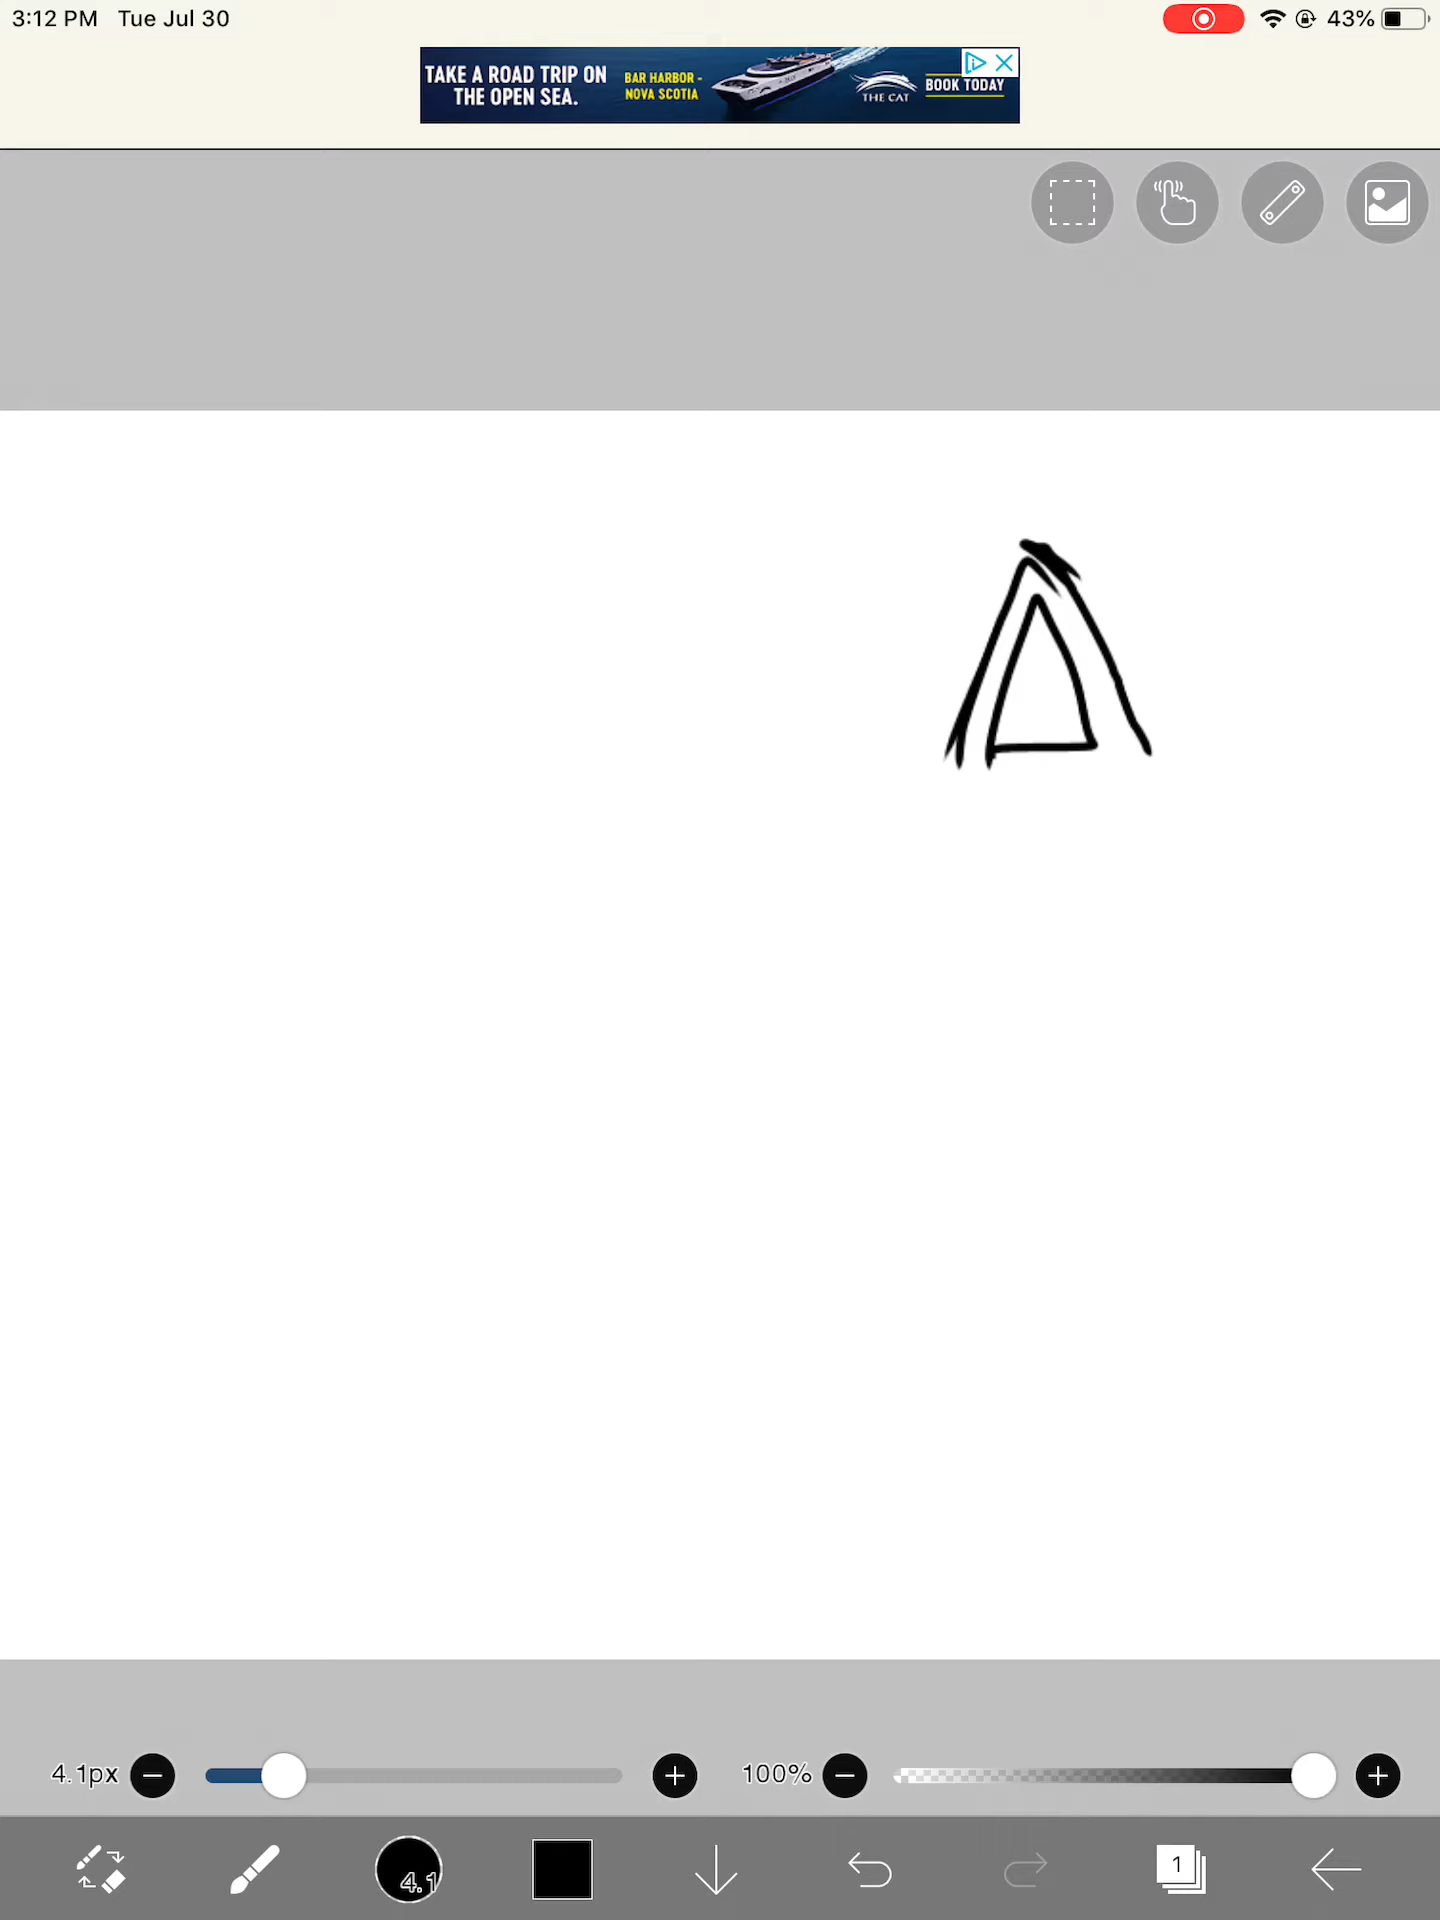 3:12 PM Tue Jul 30 43%
TAKE A ROAD TRIP ON
THE OPEN SEA.
BAR HARBOR -
NOVA SCOTIA
THE CAT
BOOK TODAY
4.1px 100%
4.1
1